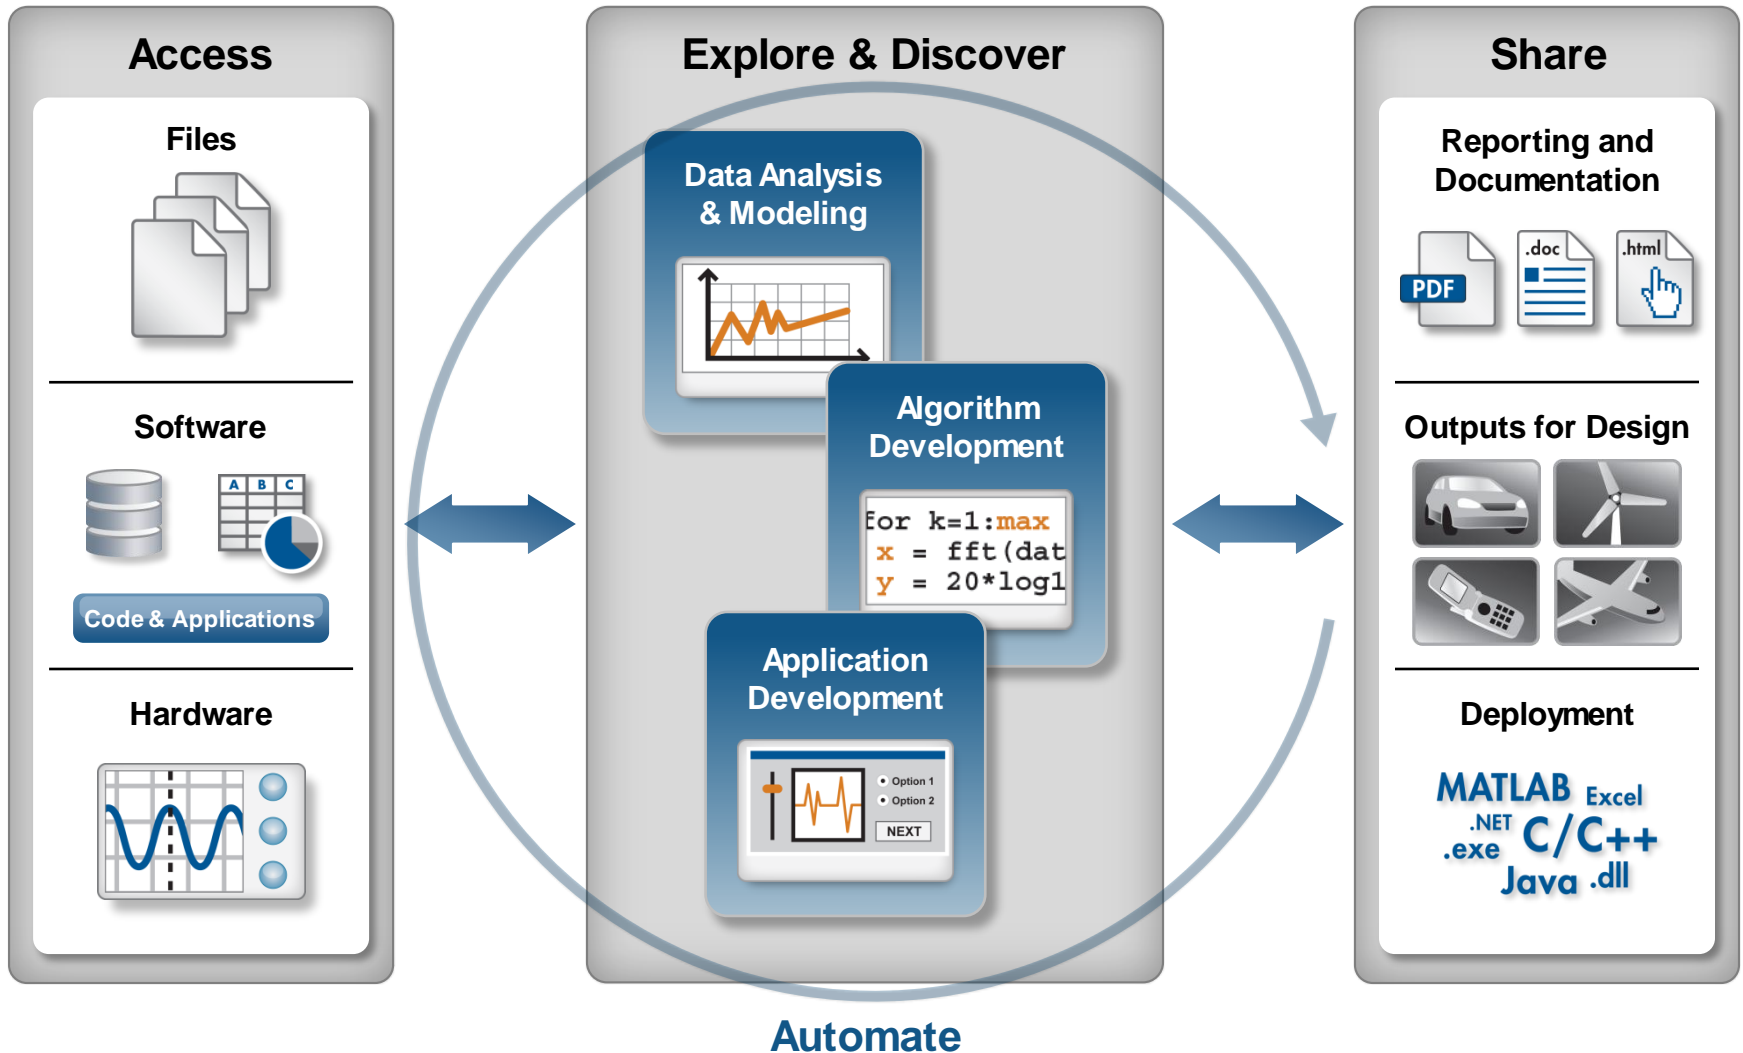 Access
Files
Software
A B C
Code & Applications
Hardware
Explore & Discover
Data Analysis
& Modeling
Algorithm
Development
for k=1:max
x = fft(dat
y = 20*log1
Application
Development
Option 1
Option 2
NEXT
Share
Reporting and
Documentation
PDF
.doc
.html
Outputs for Design
Deployment
MATLAB Excel
.NET C/C++
.exe
Java .dll
Automate